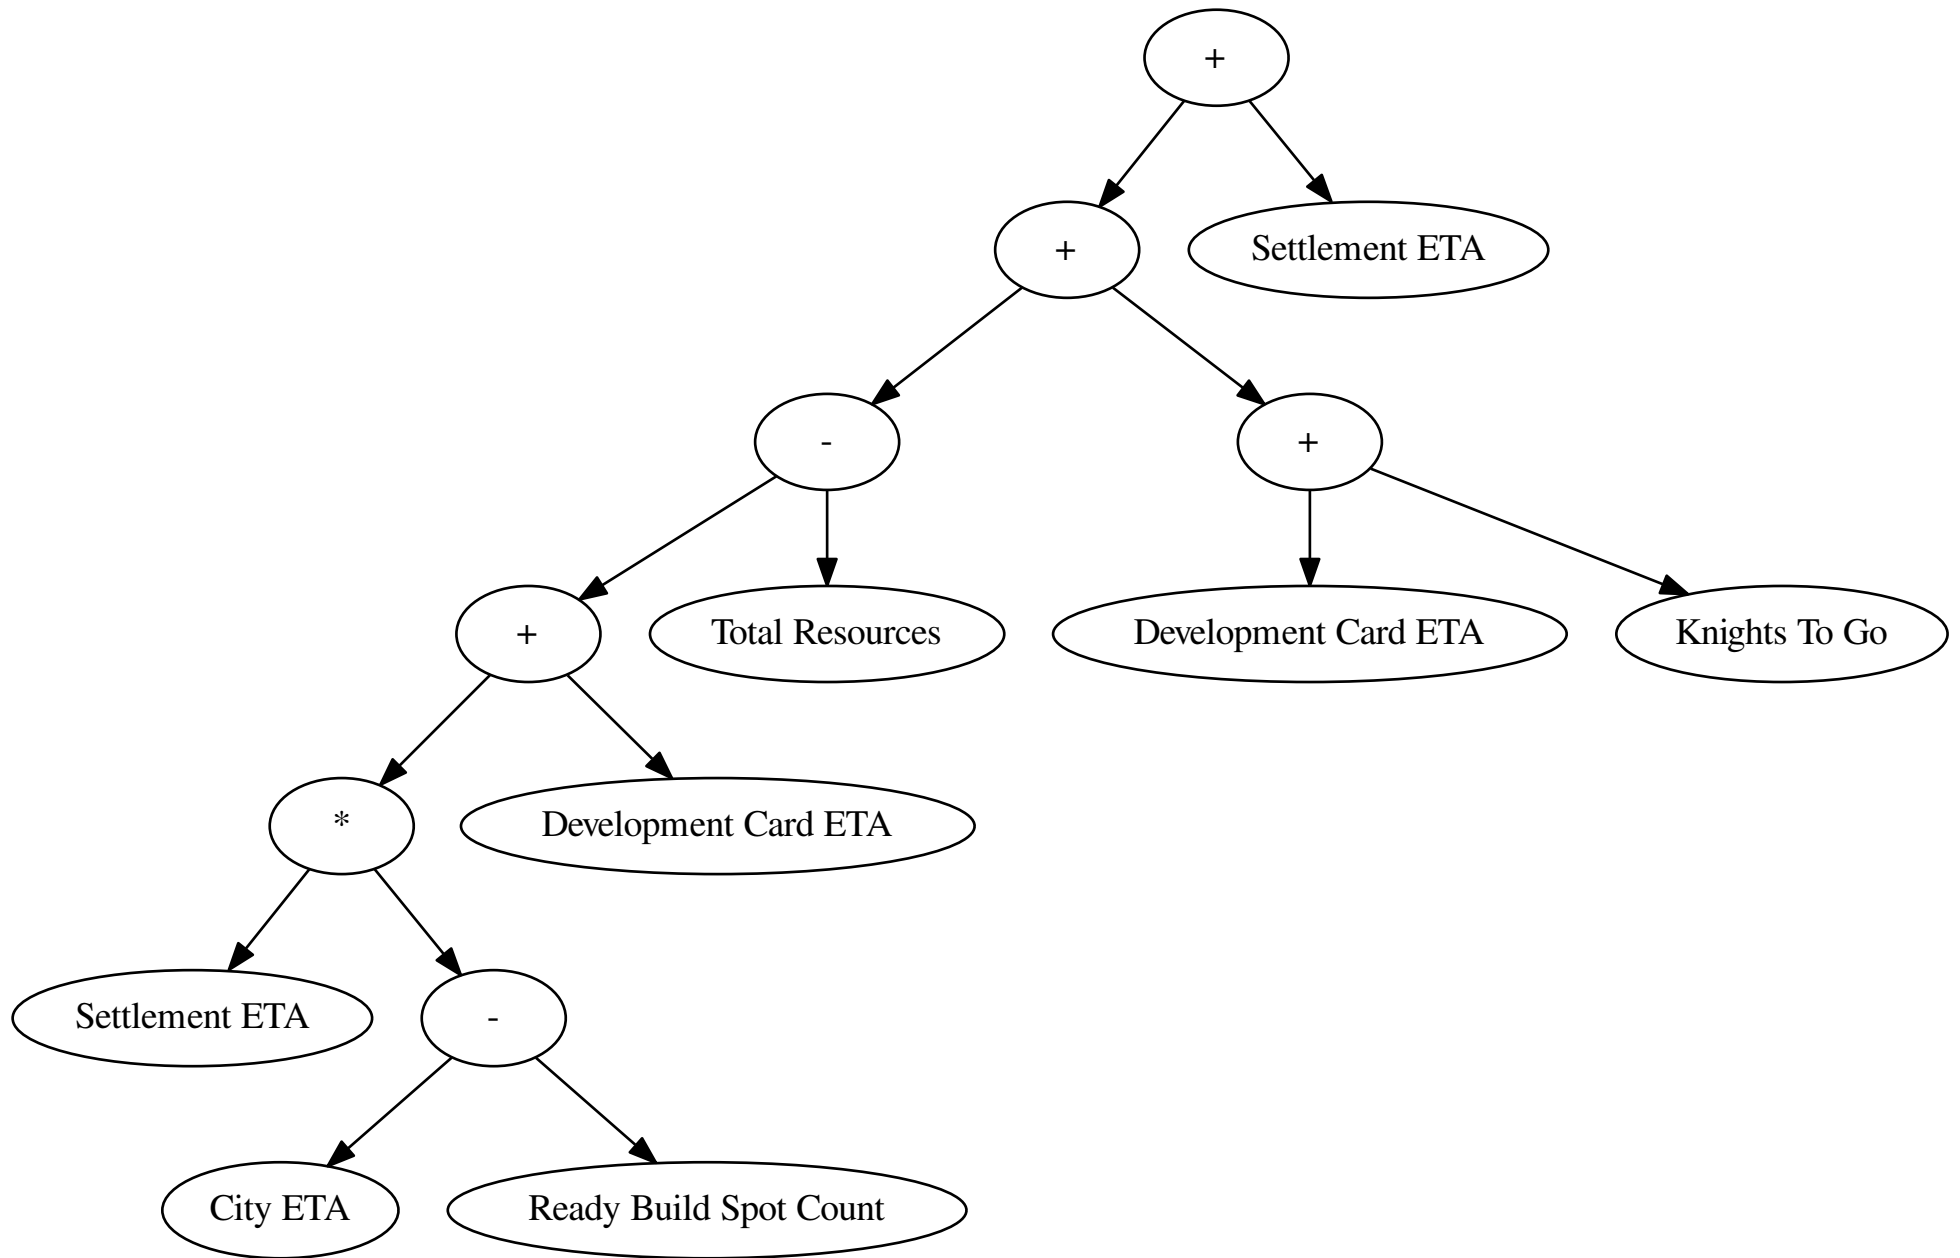 +
+
Settlement ETA
-
+
+
Total Resources
Development Card ETA
Knights To Go
*
Development Card ETA
Settlement ETA
-
City ETA
Ready Build Spot Count